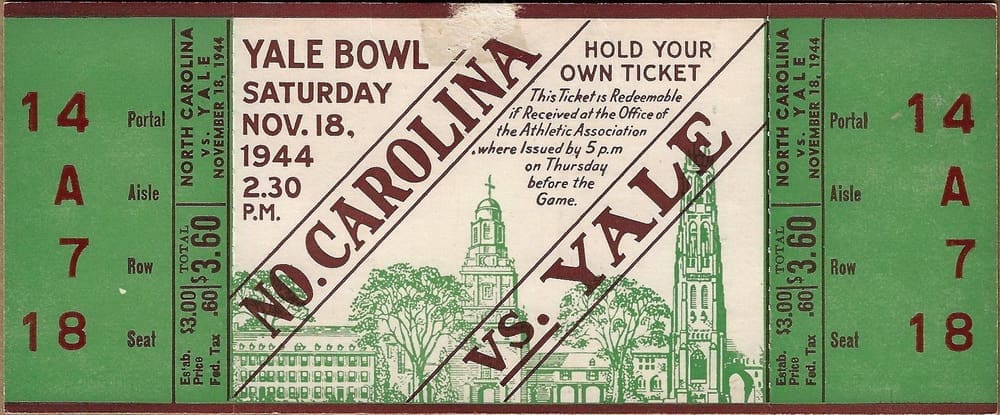 14 Portal
A Aisle
7 Row
18 Seat
NORTH CAROLINA
VS.
YALE
NOVEMBER 18, 1944
Estab. Price $3.00
Fed. Tax .60
TOTAL $3.60
YALE BOWL
SATURDAY
NOV. 18,
1944
2.30
P.M.
NO. CAROLINA
VS. YALE
HOLD YOUR
OWN TICKET
This Ticket is Redeemable
if Received at the Office of
the Athletic Association
where Issued by 5 p.m
on Thursday
before the
Game.
NORTH CAROLINA
VS.
YALE
NOVEMBER 18, 1944
Estab. Price $3.00
Fed. Tax .60
TOTAL $3.60
Portal 14
Aisle A
Row 7
Seat 18